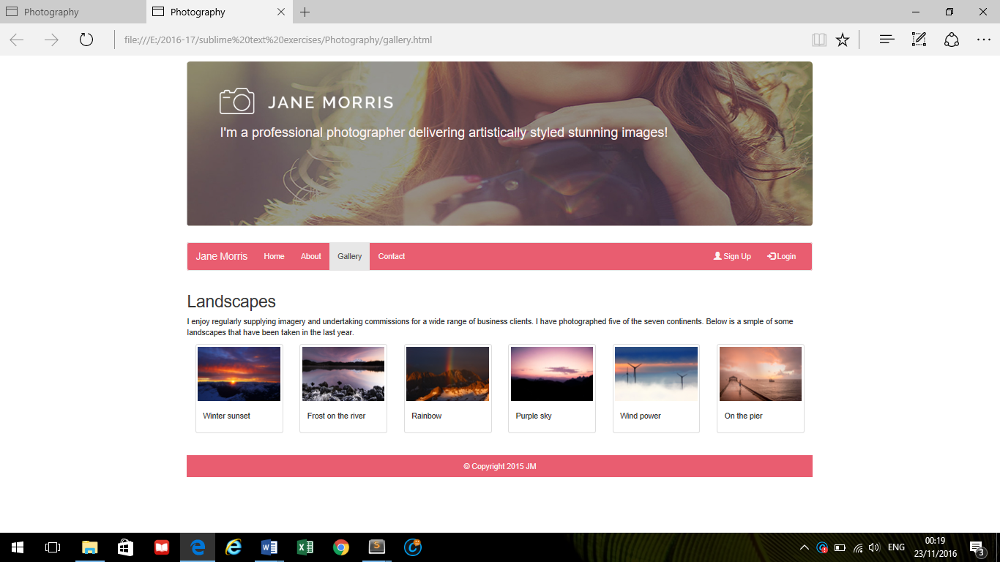 Photography
Photography
file:///E:/2016-17/sublime%20text%20exercises/Photography/gallery.html
JANE MORRIS
I'm a professional photographer delivering artistically styled stunning images!
Jane Morris Home About Gallery Contact Sign Up Login
Landscapes
I enjoy regularly supplying imagery and undertaking commissions for a wide range of business clients. I have photographed five of the seven continents. Below is a smple of some
landscapes that have been taken in the last year.
Winter sunset Frost on the river Rainbow Purple sky Wind power On the pier
© Copyright 2015 JM
ENG
00:19
23/11/2016
3